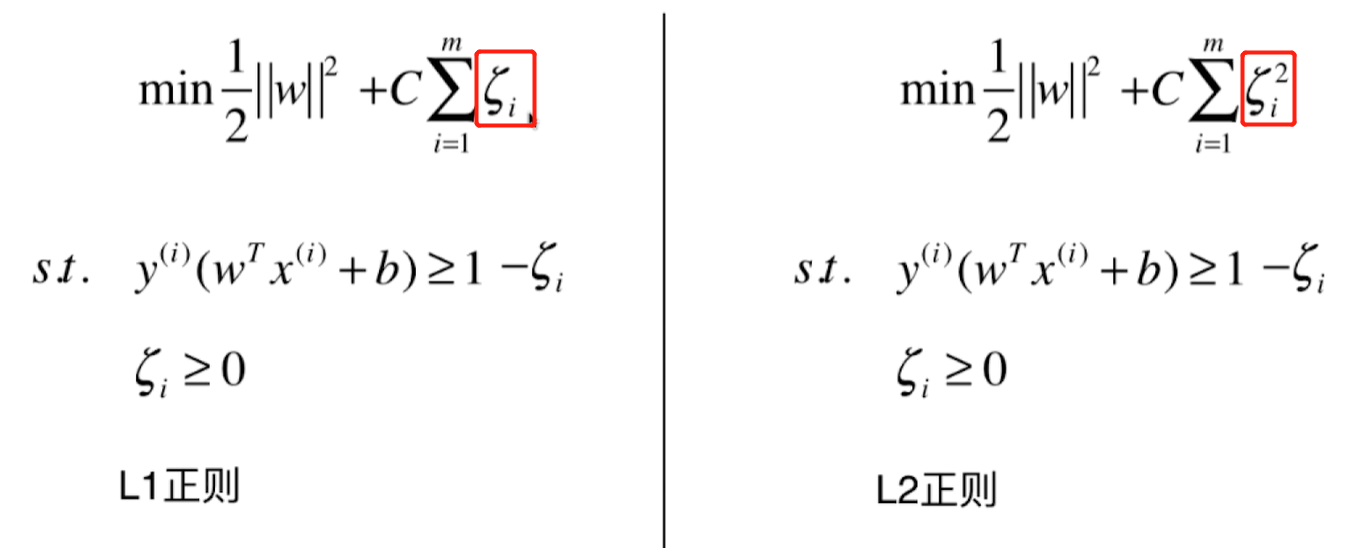 min 1/2 ||w||² + C ∑_{i=1}^{m} ζ_i
s.t. y^{(i)}(w^T x^{(i)} + b) ≥ 1 − ζ_i
ζ_i ≥ 0
L1正则
min 1/2 ||w||² + C ∑_{i=1}^{m} ζ_i²
s.t. y^{(i)}(w^T x^{(i)} + b) ≥ 1 − ζ_i
ζ_i ≥ 0
L2正则